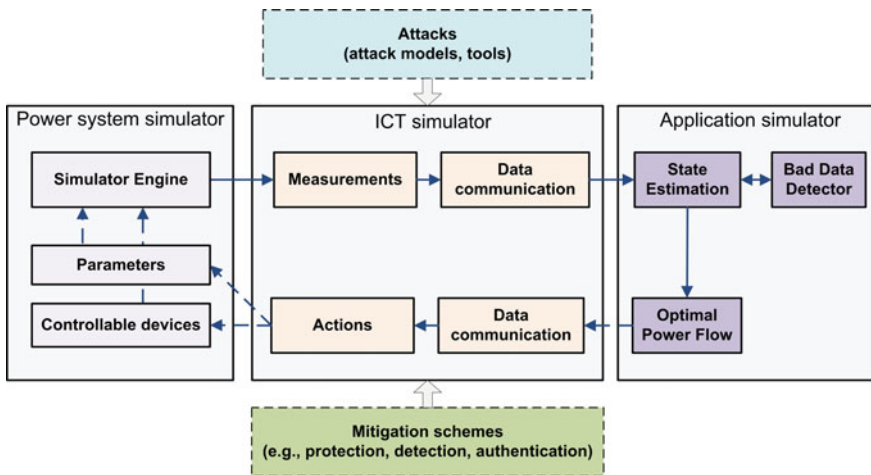 Attacks
(attack models, tools)
Power system simulator
ICT simulator
Application simulator
Simulator Engine
Measurements
Data
communication
State
Estimation
Bad Data
Detector
Parameters
Controllable devices
Actions
Data
communication
Optimal
Power Flow
Mitigation schemes
(e.g., protection, detection, authentication)